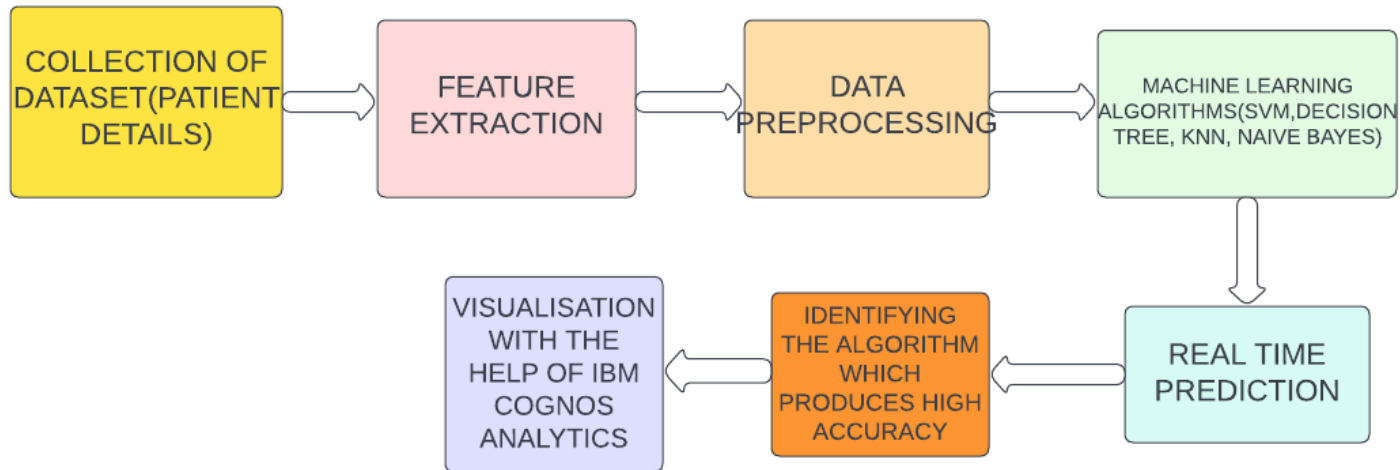 COLLECTION OF
DATASET(PATIENT
DETAILS)
FEATURE
EXTRACTION
DATA
PREPROCESSING
MACHINE LEARNING
ALGORITHMS(SVM,DECISION
TREE, KNN, NAIVE BAYES)
REAL TIME
PREDICTION
IDENTIFYING
THE ALGORITHM
WHICH
PRODUCES HIGH
ACCURACY
VISUALISATION
WITH THE
HELP OF IBM
COGNOS
ANALYTICS